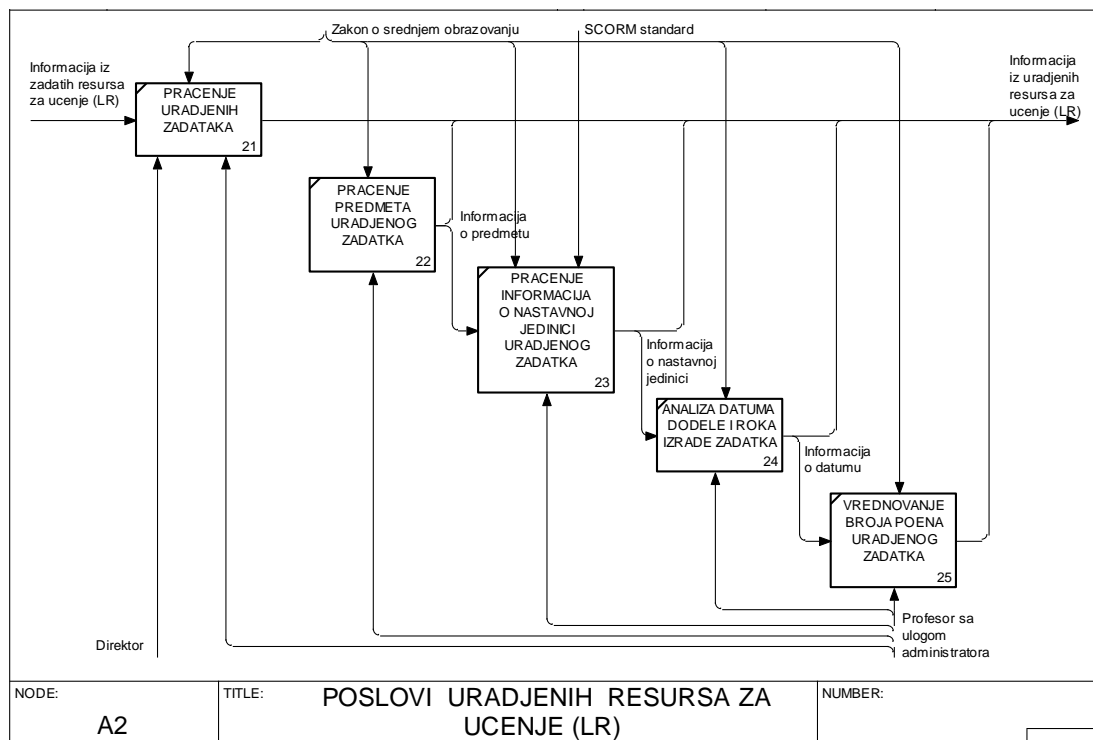 Zakon o srednjem obrazovanju
SCORM standard
Informacija iz
zadatih resursa
za ucenje (LR)
Informacija
iz uradjenih
resursa za
ucenje (LR)
PRACENJE
URADJENIH
ZADATAKA
21
PRACENJE
PREDMETA
URADJENOG
ZADATKA
22
Informacija
o predmetu
PRACENJE
INFORMACIJA
O NASTAVNOJ
JEDINICI
URADJENOG
ZADATKA
23
Informacija
o nastavnoj
jedinici
ANALIZA DATUMA
DODELE I ROKA
IZRADE ZADATKA
24
Informacija
o datumu
VREDNOVANJE
BROJA POENA
URADJENOG
ZADATKA
25
Direktor
Profesor sa
ulogom
administratora
NODE:
A2
TITLE:
POSLOVI URADJENIH RESURSA ZA
UCENJE (LR)
NUMBER: